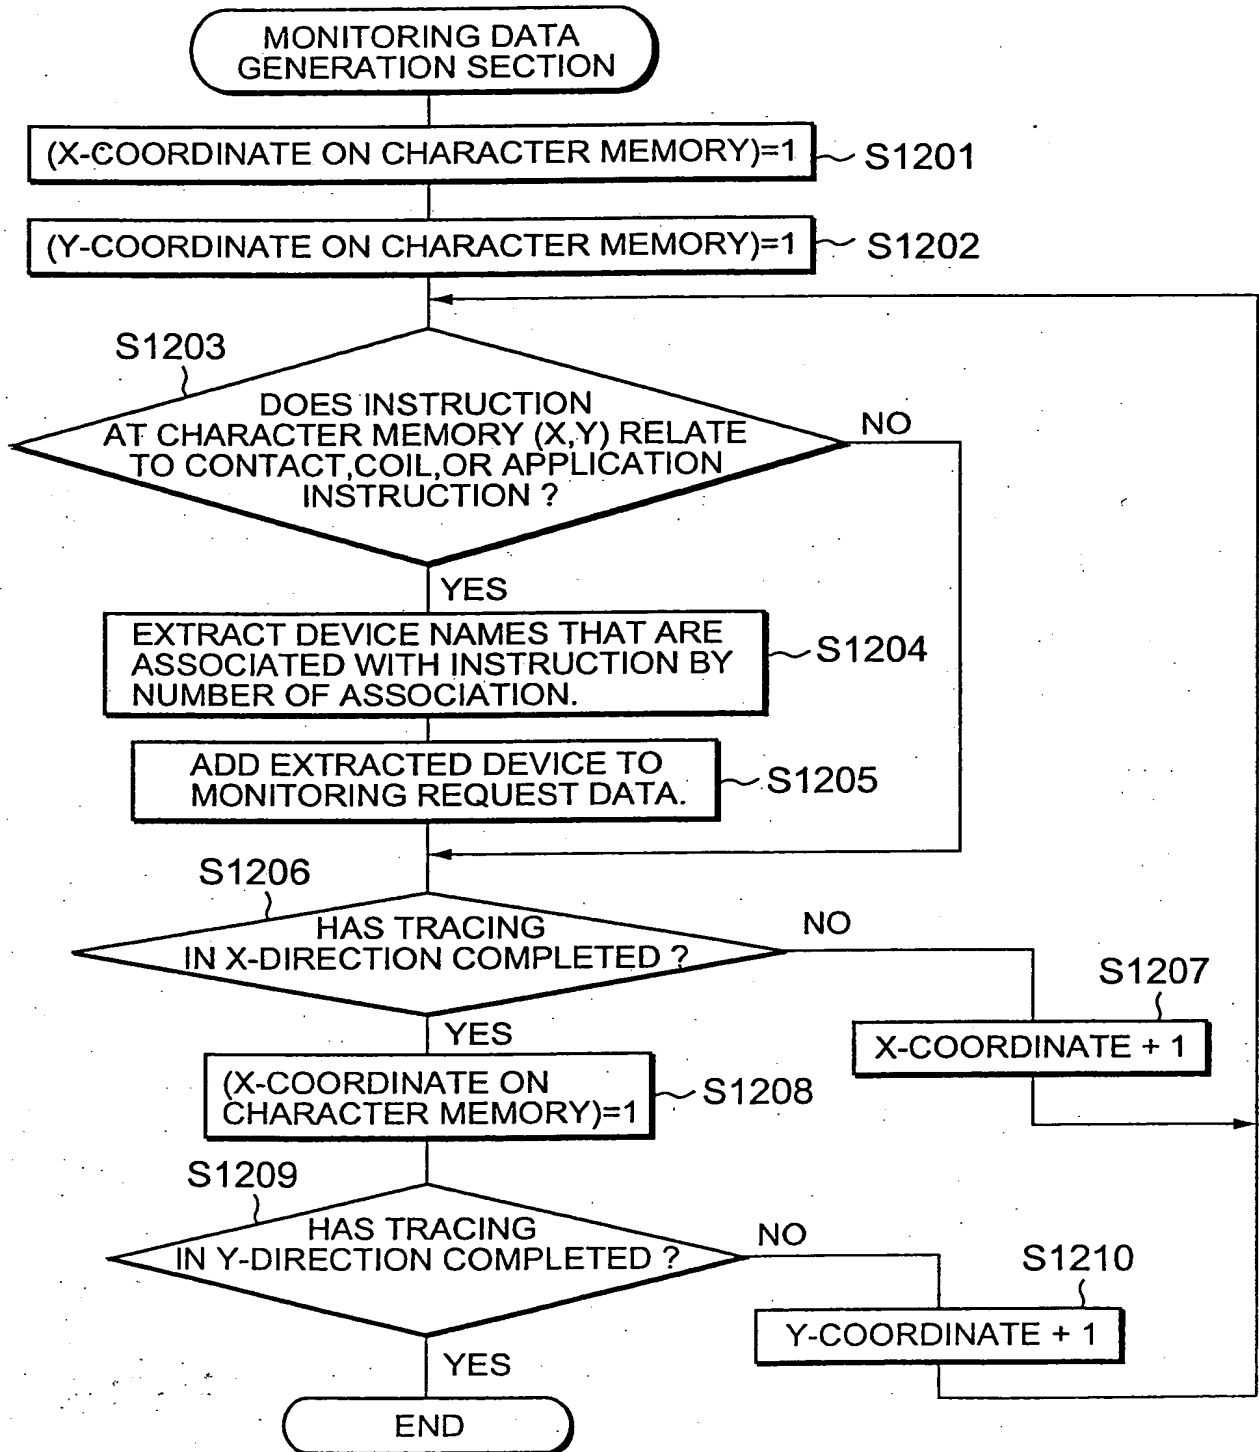 MONITORING DATA
GENERATION SECTION
(X-COORDINATE ON CHARACTER MEMORY)=1
S1201
(Y-COORDINATE ON CHARACTER MEMORY)=1
S1202
S1203
DOES INSTRUCTION
AT CHARACTER MEMORY (X,Y) RELATE
TO CONTACT,COIL,OR APPLICATION
INSTRUCTION ?
NO
YES
EXTRACT DEVICE NAMES THAT ARE
ASSOCIATED WITH INSTRUCTION BY
NUMBER OF ASSOCIATION.
S1204
ADD EXTRACTED DEVICE TO
MONITORING REQUEST DATA.
S1205
S1206
HAS TRACING
IN X-DIRECTION COMPLETED ?
NO
S1207
X-COORDINATE + 1
YES
(X-COORDINATE ON
CHARACTER MEMORY)=1
S1208
S1209
HAS TRACING
IN Y-DIRECTION COMPLETED ?
NO
S1210
Y-COORDINATE + 1
YES
END